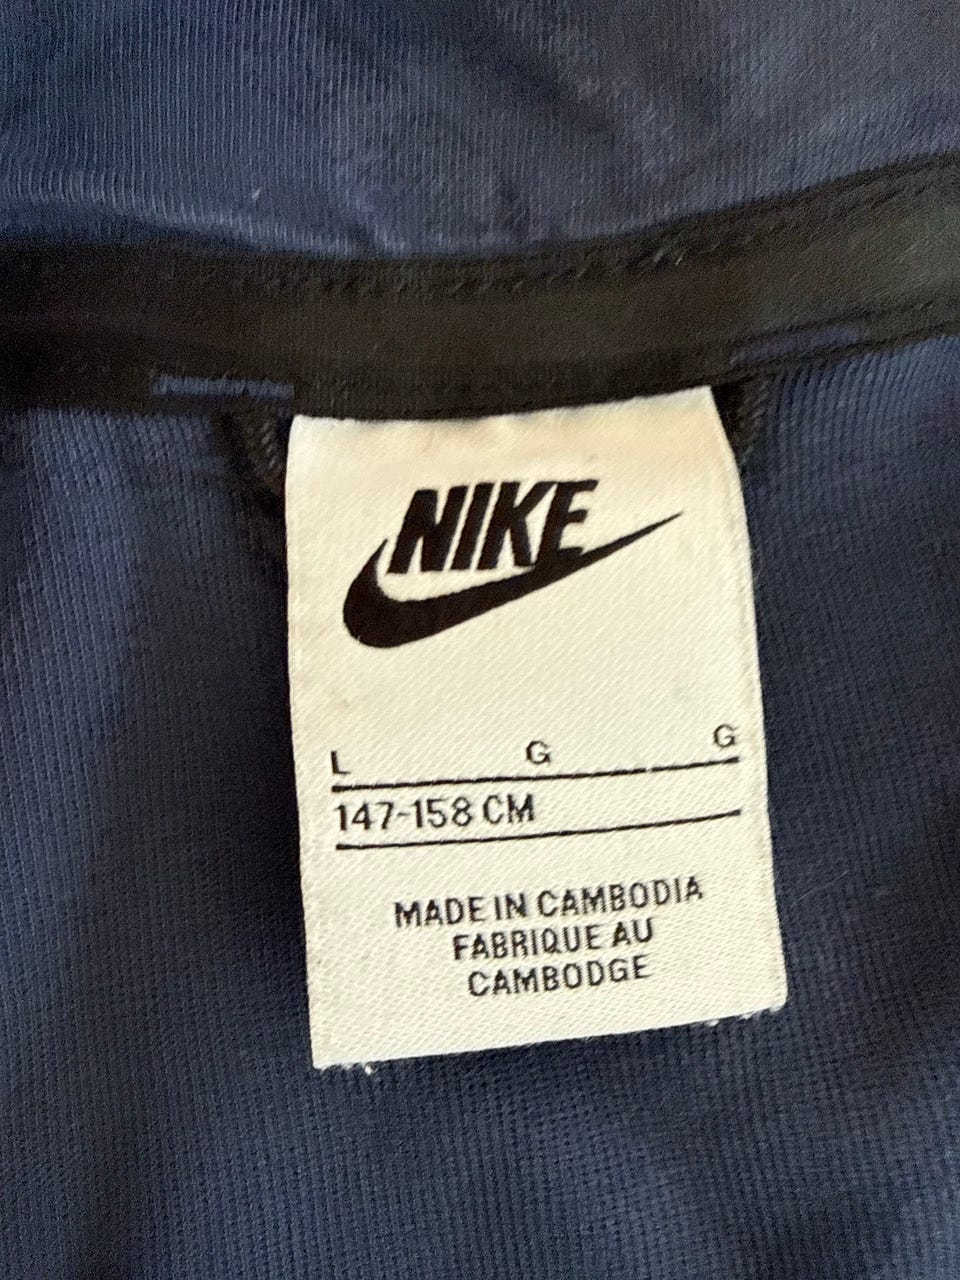 NIKE
L G G
147-158 CM
MADE IN CAMBODIA
FABRIQUE AU
CAMBODGE